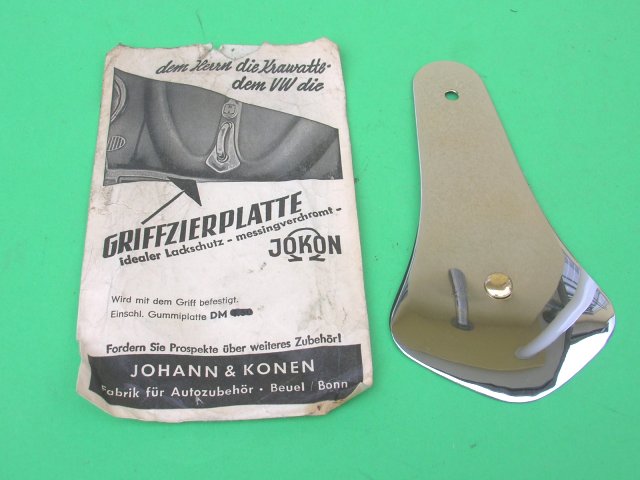 dem Herrn die Krawatte-
dem VW die
GRIFFZIERPLATTE
idealer Lackschutz - messingverchromt -
JOKON
Wird mit dem Griff befestigt.
Einschl. Gummiplatte DM
Fordern Sie Prospekte über weiteres Zubehör!
JOHANN & KONEN
Fabrik für Autozubehör · Beuel / Bonn